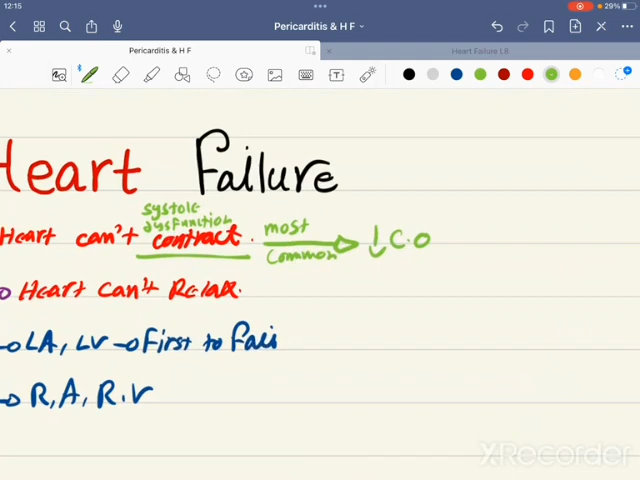 12:15
29%
Pericarditis & H F
Pericarditis & H F
Heart Failure LB
Heart Failure
systole
dysfunction
Heart can't contract. most common ↓ C.O
Heart can't Relax.
LA, LV → First to Fail
R, A, R. V
XRecorder